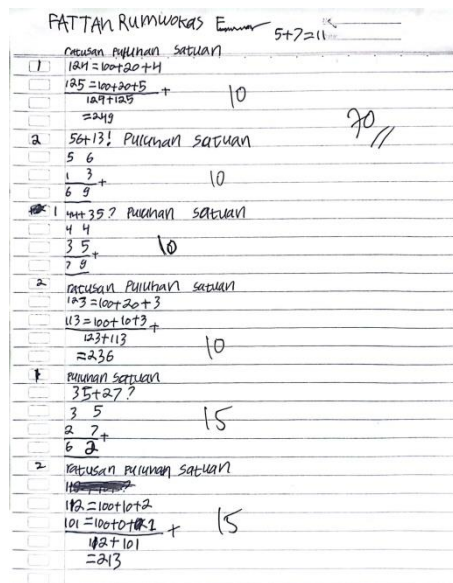 FATTAN Rumwokas
5+7=11
ratusan puluhan satuan
1 124=100+20+4
125=100+20+5 +
124+125
=249
10
70
2 56+13! Puluhan satuan
5 6
1 3 +
6 9
10
1 44+35? Puluhan satuan
4 4
3 5 +
7 9
10
2 ratusan Puluhan satuan
123=100+20+3
113=100+10+3 +
123+113
=236
10
1 Puluhan satuan
35+27?
3 5
2 7 +
6 2
15
2 ratusan Puluhan satuan
112=100+10+2
101=100+0+1 +
112+101
=213
15